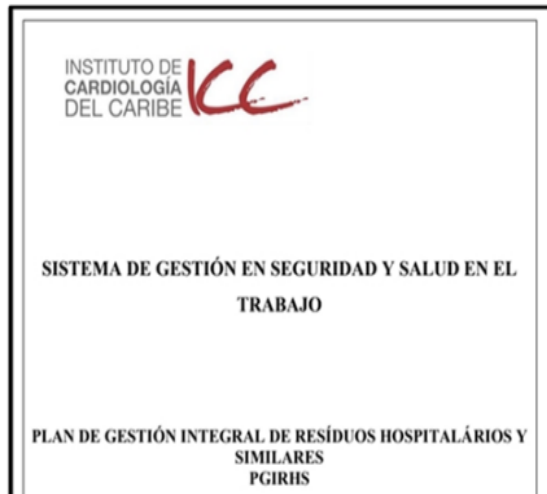 INSTITUTO DE
CARDIOLOGÍA
DEL CARIBE
ICC
SISTEMA DE GESTIÓN EN SEGURIDAD Y SALUD EN EL
TRABAJO
PLAN DE GESTIÓN INTEGRAL DE RESÍDUOS HOSPITALÁRIOS Y
SIMILARES
PGIRHS